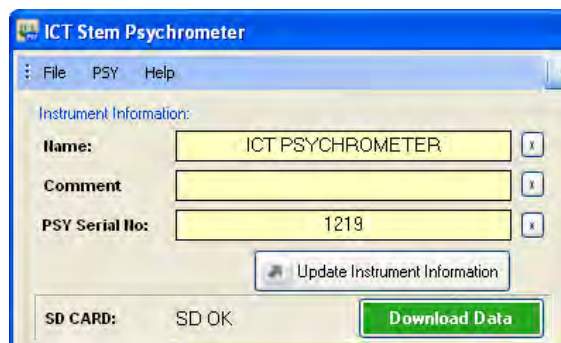 ICT Stem Psychrometer
File PSY Help
Instrument Information:
Name: ICT PSYCHROMETER x
Comment x
PSY Serial No: 1219 x
Update Instrument Information
SD CARD: SD OK Download Data